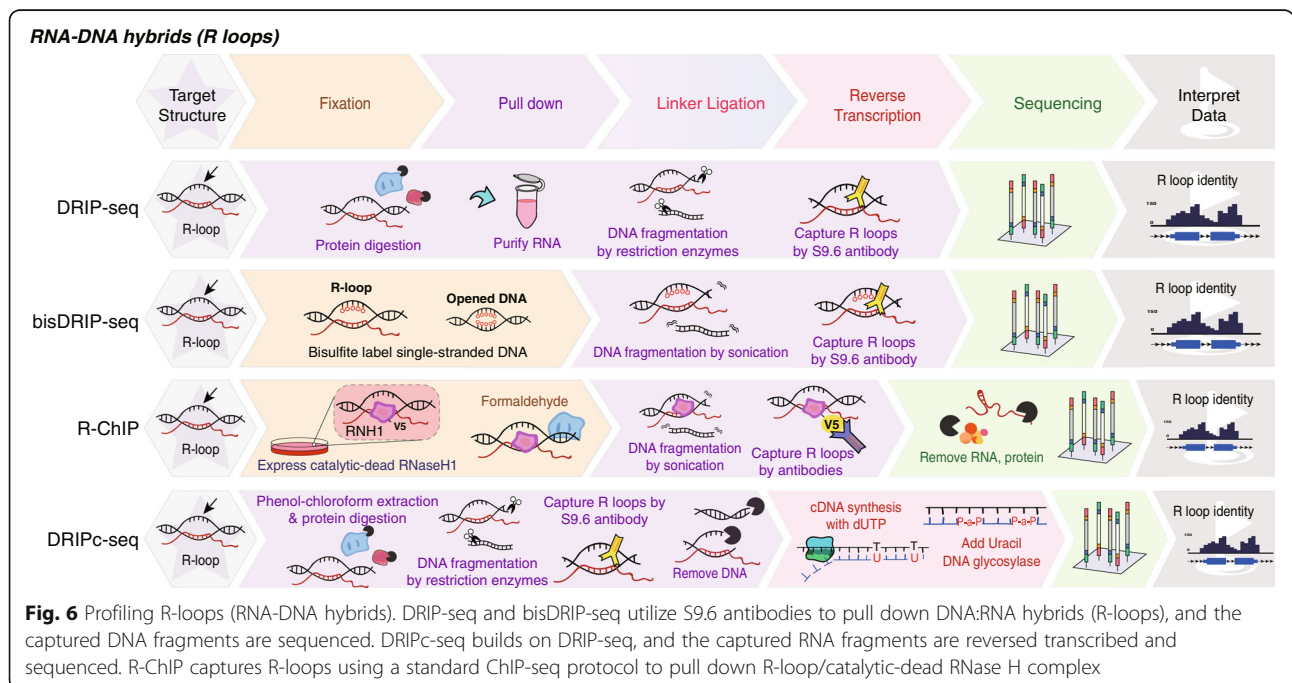 RNA-DNA hybrids (R loops)
Target
Structure
Fixation
Pull down
Linker Ligation
Reverse
Transcription
Sequencing
Interpret
Data
DRIP-seq
R-loop
Protein digestion
Purify RNA
DNA fragmentation
by restriction enzymes
Capture R loops
by S9.6 antibody
R loop identity
150
0
bisDRIP-seq
R-loop
R-loop
Opened DNA
Bisulfite label single-stranded DNA
DNA fragmentation by sonication
Capture R loops
by S9.6 antibody
R loop identity
150
0
R-ChIP
R-loop
RNH1
V5
Express catalytic-dead RNaseH1
Formaldehyde
DNA fragmentation
by sonication
V5
Capture R loops
by antibodies
Remove RNA, protein
R loop identity
150
0
DRIPc-seq
R-loop
Phenol-chloroform extraction
& protein digestion
DNA fragmentation
by restriction enzymes
Capture R loops by
S9.6 antibody
Remove DNA
cDNA synthesis
with dUTP
T T
U U
P-a-P P-a-P
Add Uracil
DNA glycosylase
R loop identity
150
0
Fig. 6 Profiling R-loops (RNA-DNA hybrids). DRIP-seq and bisDRIP-seq utilize S9.6 antibodies to pull down DNA:RNA hybrids (R-loops), and the
captured DNA fragments are sequenced. DRIPc-seq builds on DRIP-seq, and the captured RNA fragments are reversed transcribed and
sequenced. R-ChIP captures R-loops using a standard ChIP-seq protocol to pull down R-loop/catalytic-dead RNase H complex